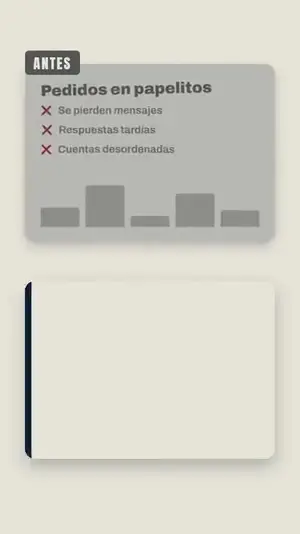 ANTES
Pedidos en papelitos
Se pierden mensajes
Respuestas tardías
Cuentas desordenadas